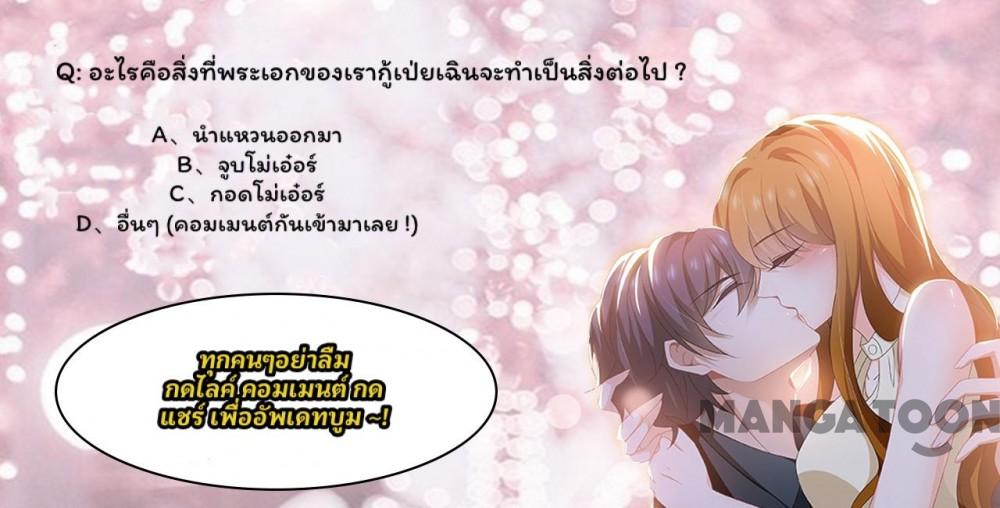 Q: อะไรคือสิ่งที่พระเอกของเรากู้เป่ยเฉินจะทำเป็นสิ่งต่อไป ?
A、นำแหวนออกมา
B、จูบโม่เอ๋อร์
C、กอดโม่เอ๋อร์
D、อื่นๆ (คอมเมนต์กันเข้ามาเลย !)
ทุกคนๆอย่าลืม
กดไลค์ คอมเมนต์ กด
แชร์ เพื่ออัพเดทบูม ~!
MANGATOON